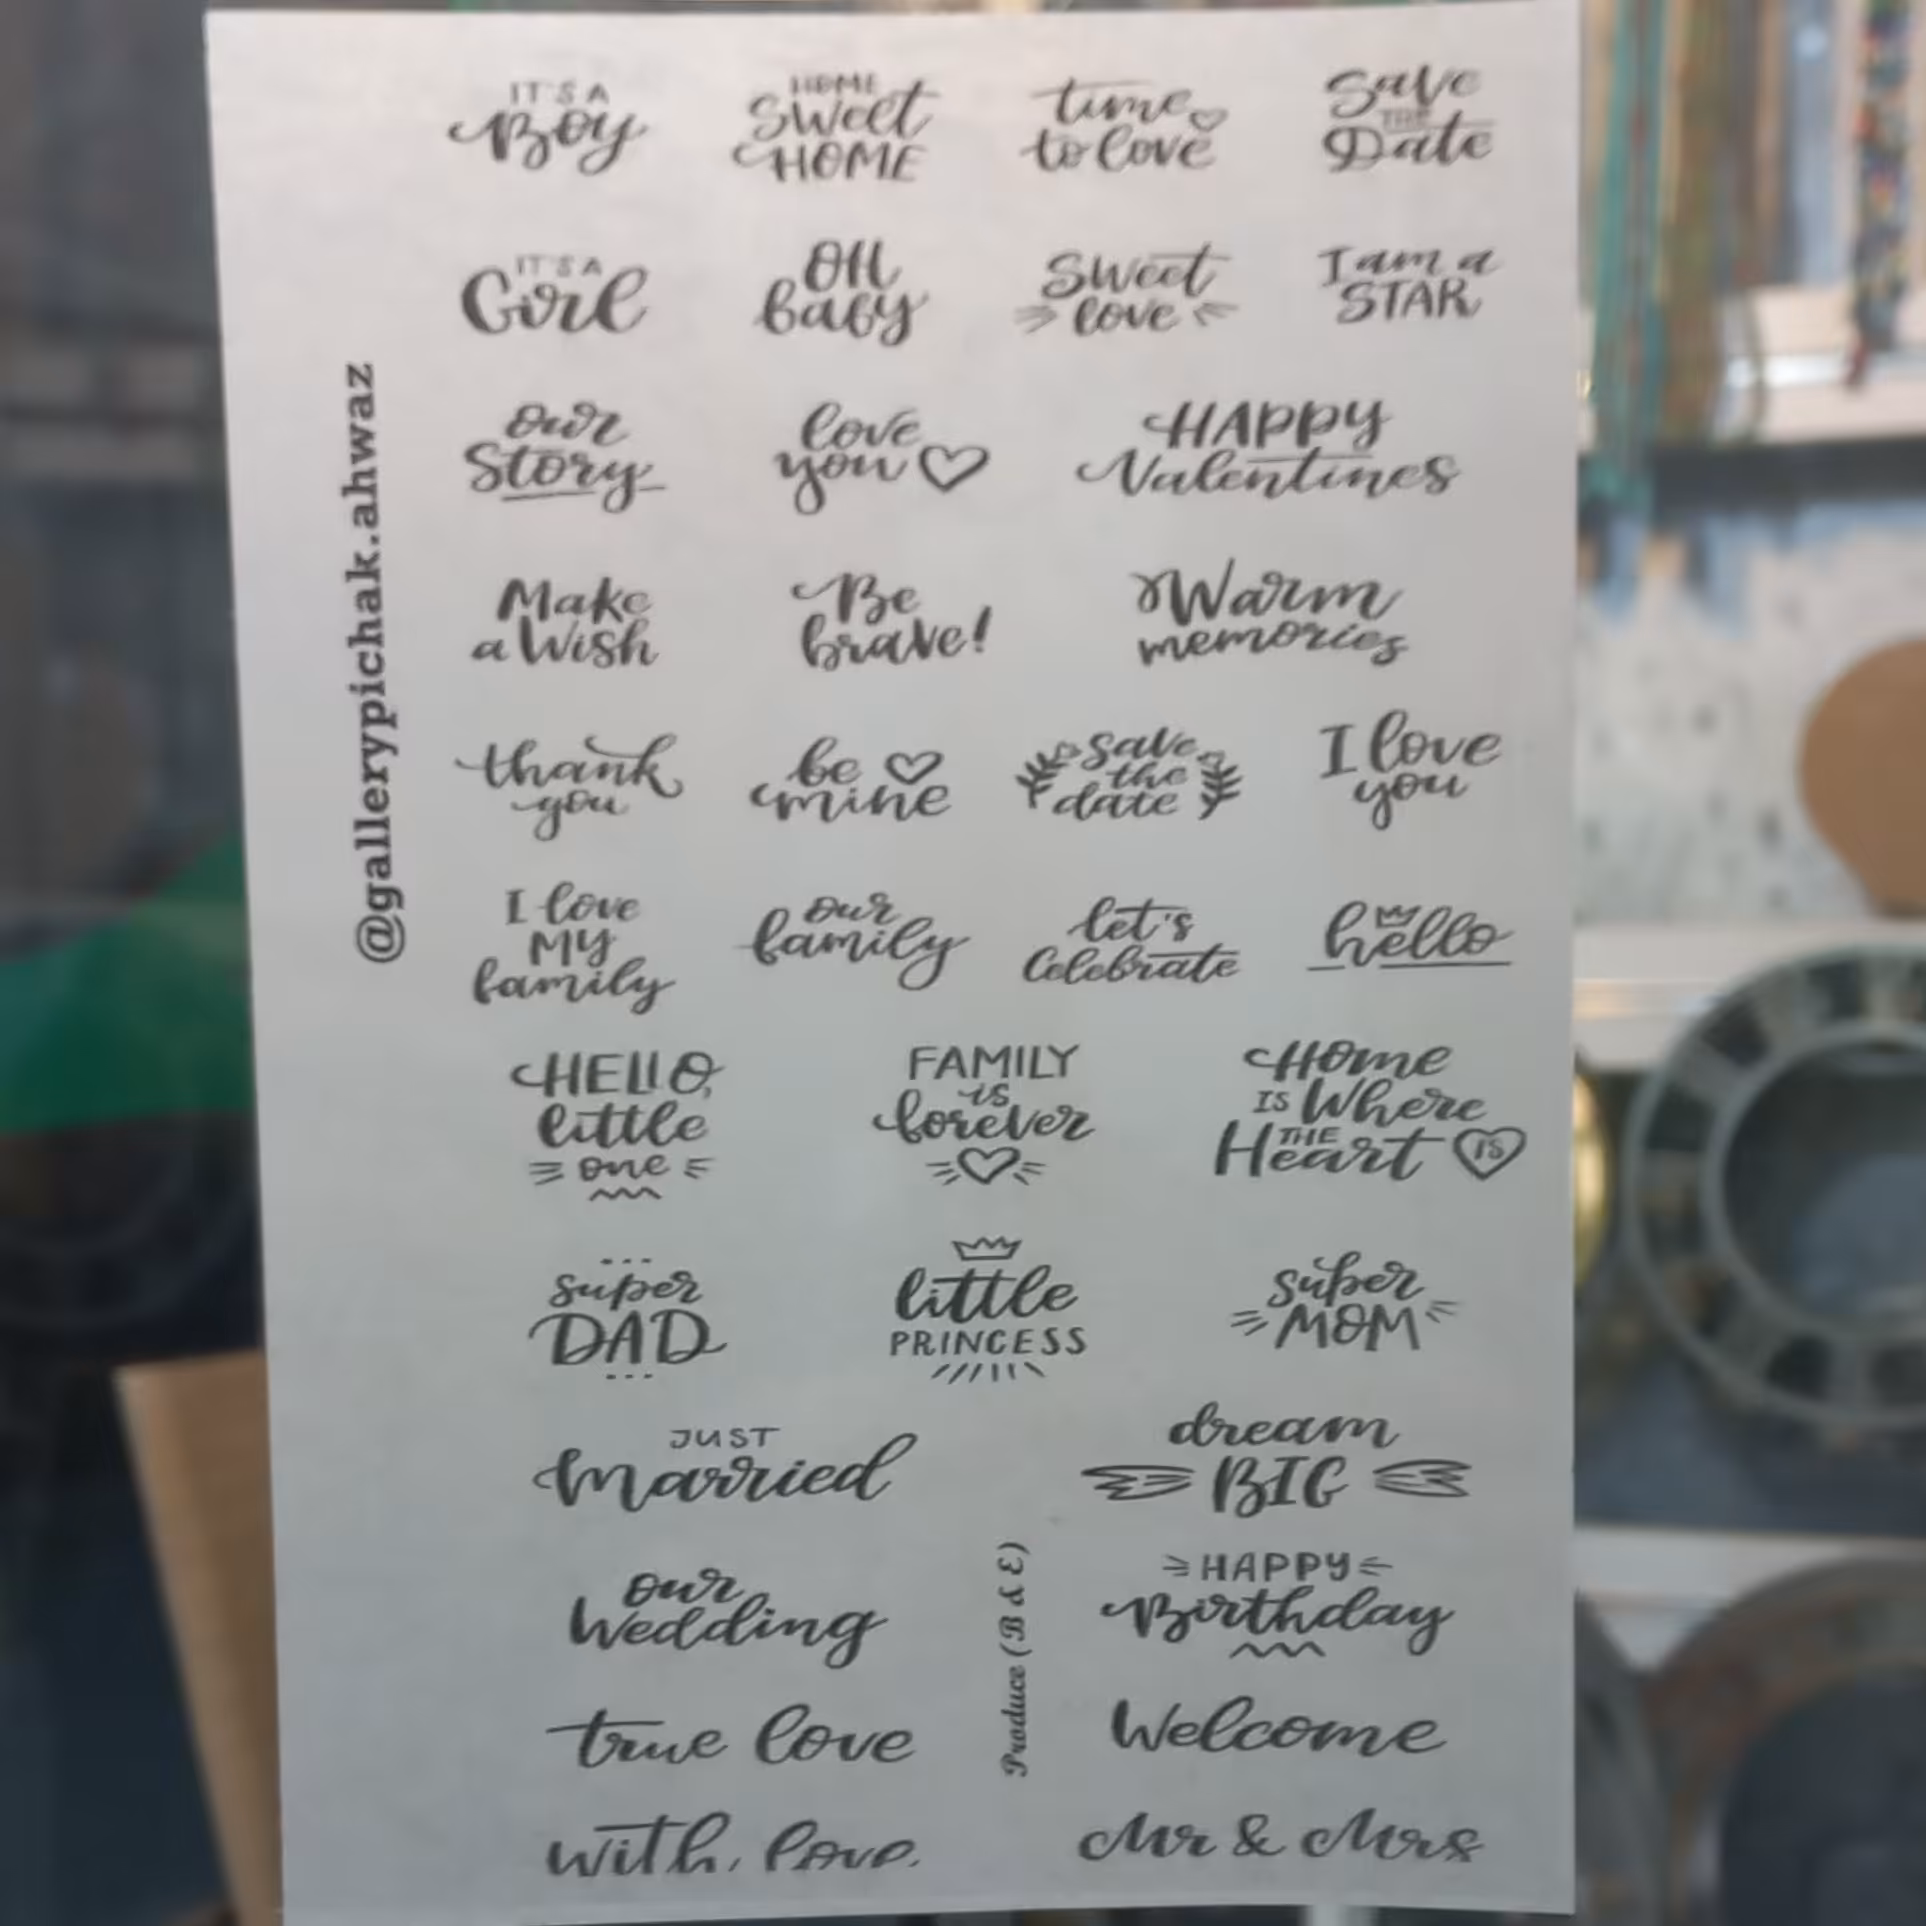 IT'S A
Boy
HOME
Sweet
HOME
time
to love
Save
THE
Date
IT'S A
Girl
OH
baby
Sweet
love
I am a
STAR
our
Story
love
you
HAPPY
Valentines
Make
a Wish
Be
brave!
Warm
memories
thank
you
be
mine
Save
the
date
I love
you
I love
MY
family
our
family
let's
Celebrate
hello
HELLO,
little
one
FAMILY
is
forever
Home
IS Where
THE
Heart IS
super
DAD
little
PRINCESS
super
MOM
JUST
Married
dream
BIG
our
Wedding
HAPPY
Birthday
true love
Welcome
with love
Mr & Mrs
@gallerypichak.ahwaz
Produce (B & E)